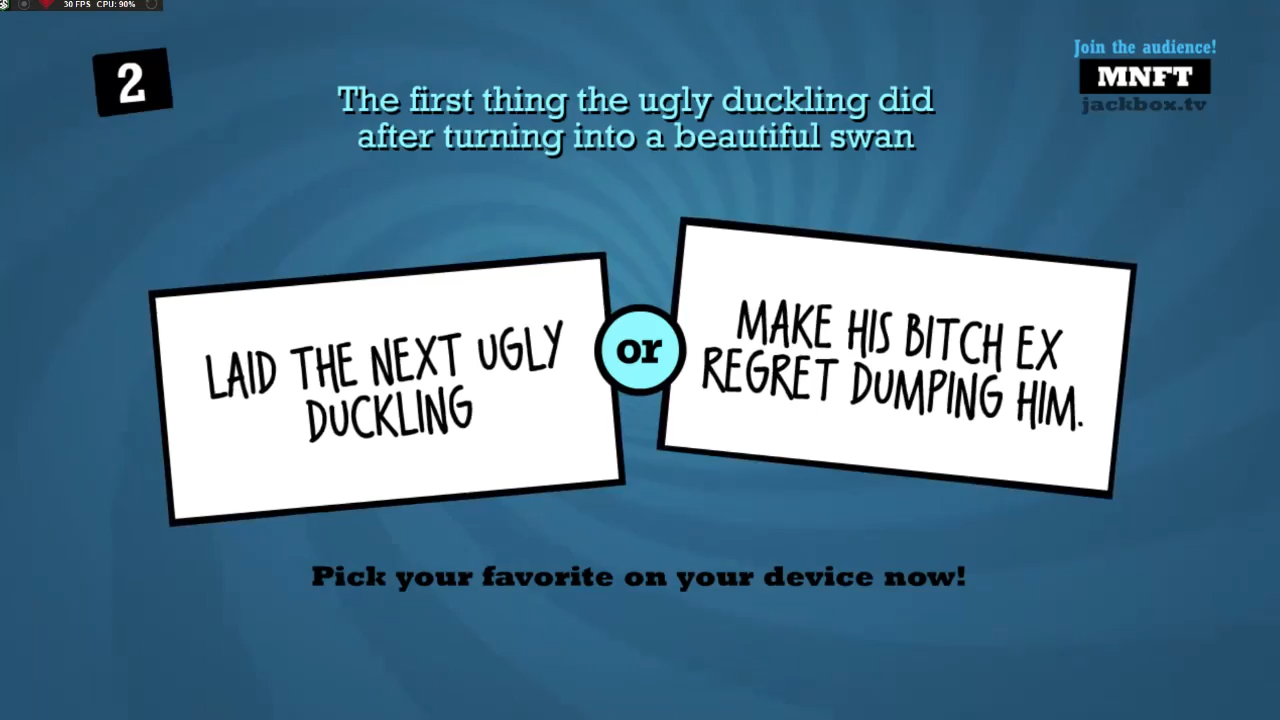 30 FPS CPU: 90%
2
Join the audience!
MNFT
jackbox.tv
The first thing the ugly duckling did
after turning into a beautiful swan
LAID THE NEXT UGLY
DUCKLING
or
MAKE HIS BITCH EX
REGRET DUMPING HIM.
Pick your favorite on your device now!